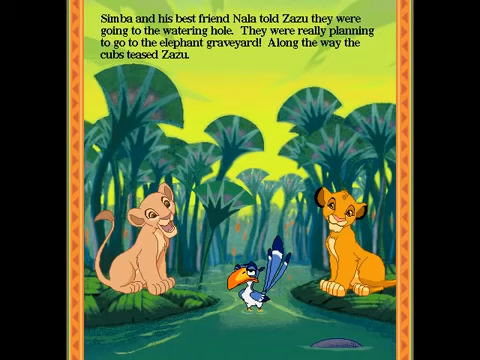 Simba and his best friend Nala told Zazu they were
going to the watering hole.  They were really planning
to go to the elephant graveyard!  Along the way the
cubs teased Zazu.